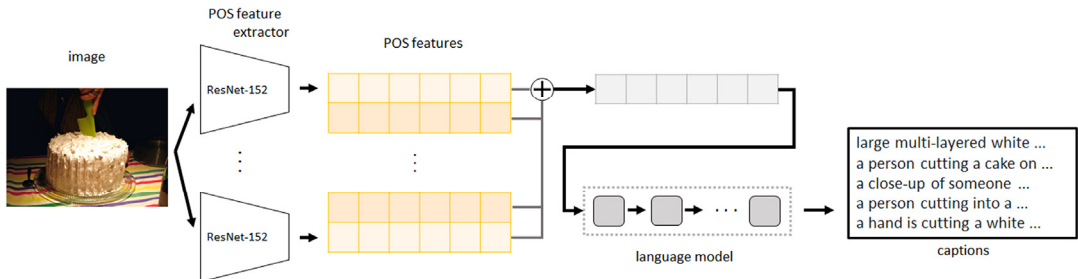 POS feature
extractor
image
POS features
ResNet-152
ResNet-152
large multi-layered white ...
a person cutting a cake on ...
a close-up of someone ...
a person cutting into a ...
a hand is cutting a white ...
language model
captions